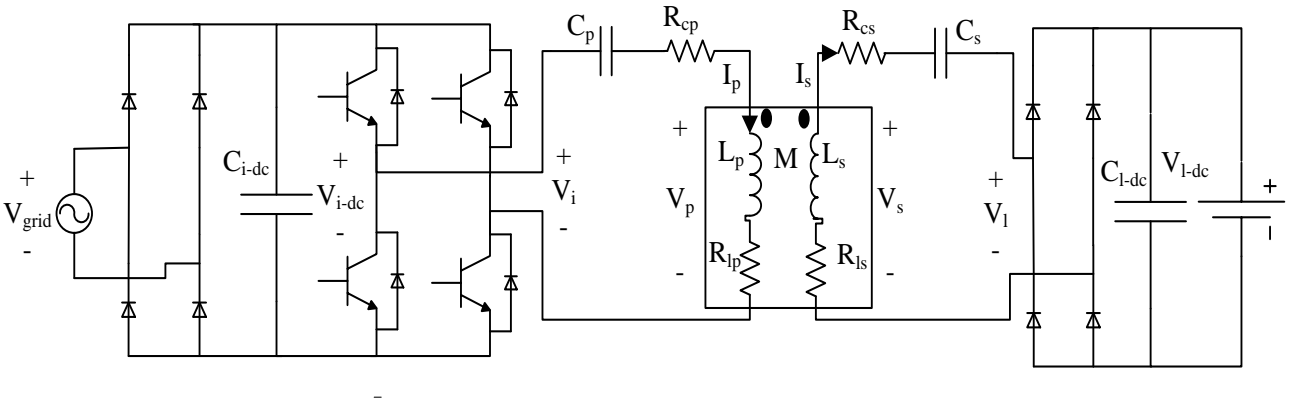 C_p
R_cp
R_cs
C_s
I_p
I_s
+
+
L_p
M
L_s
C_i-dc
+
+
C_l-dc
V_l-dc
+
+
V_grid
V_i-dc
V_i
V_p
V_s
+
V_l
-
-
-
-
R_lp
R_ls
-
-
-
-
-